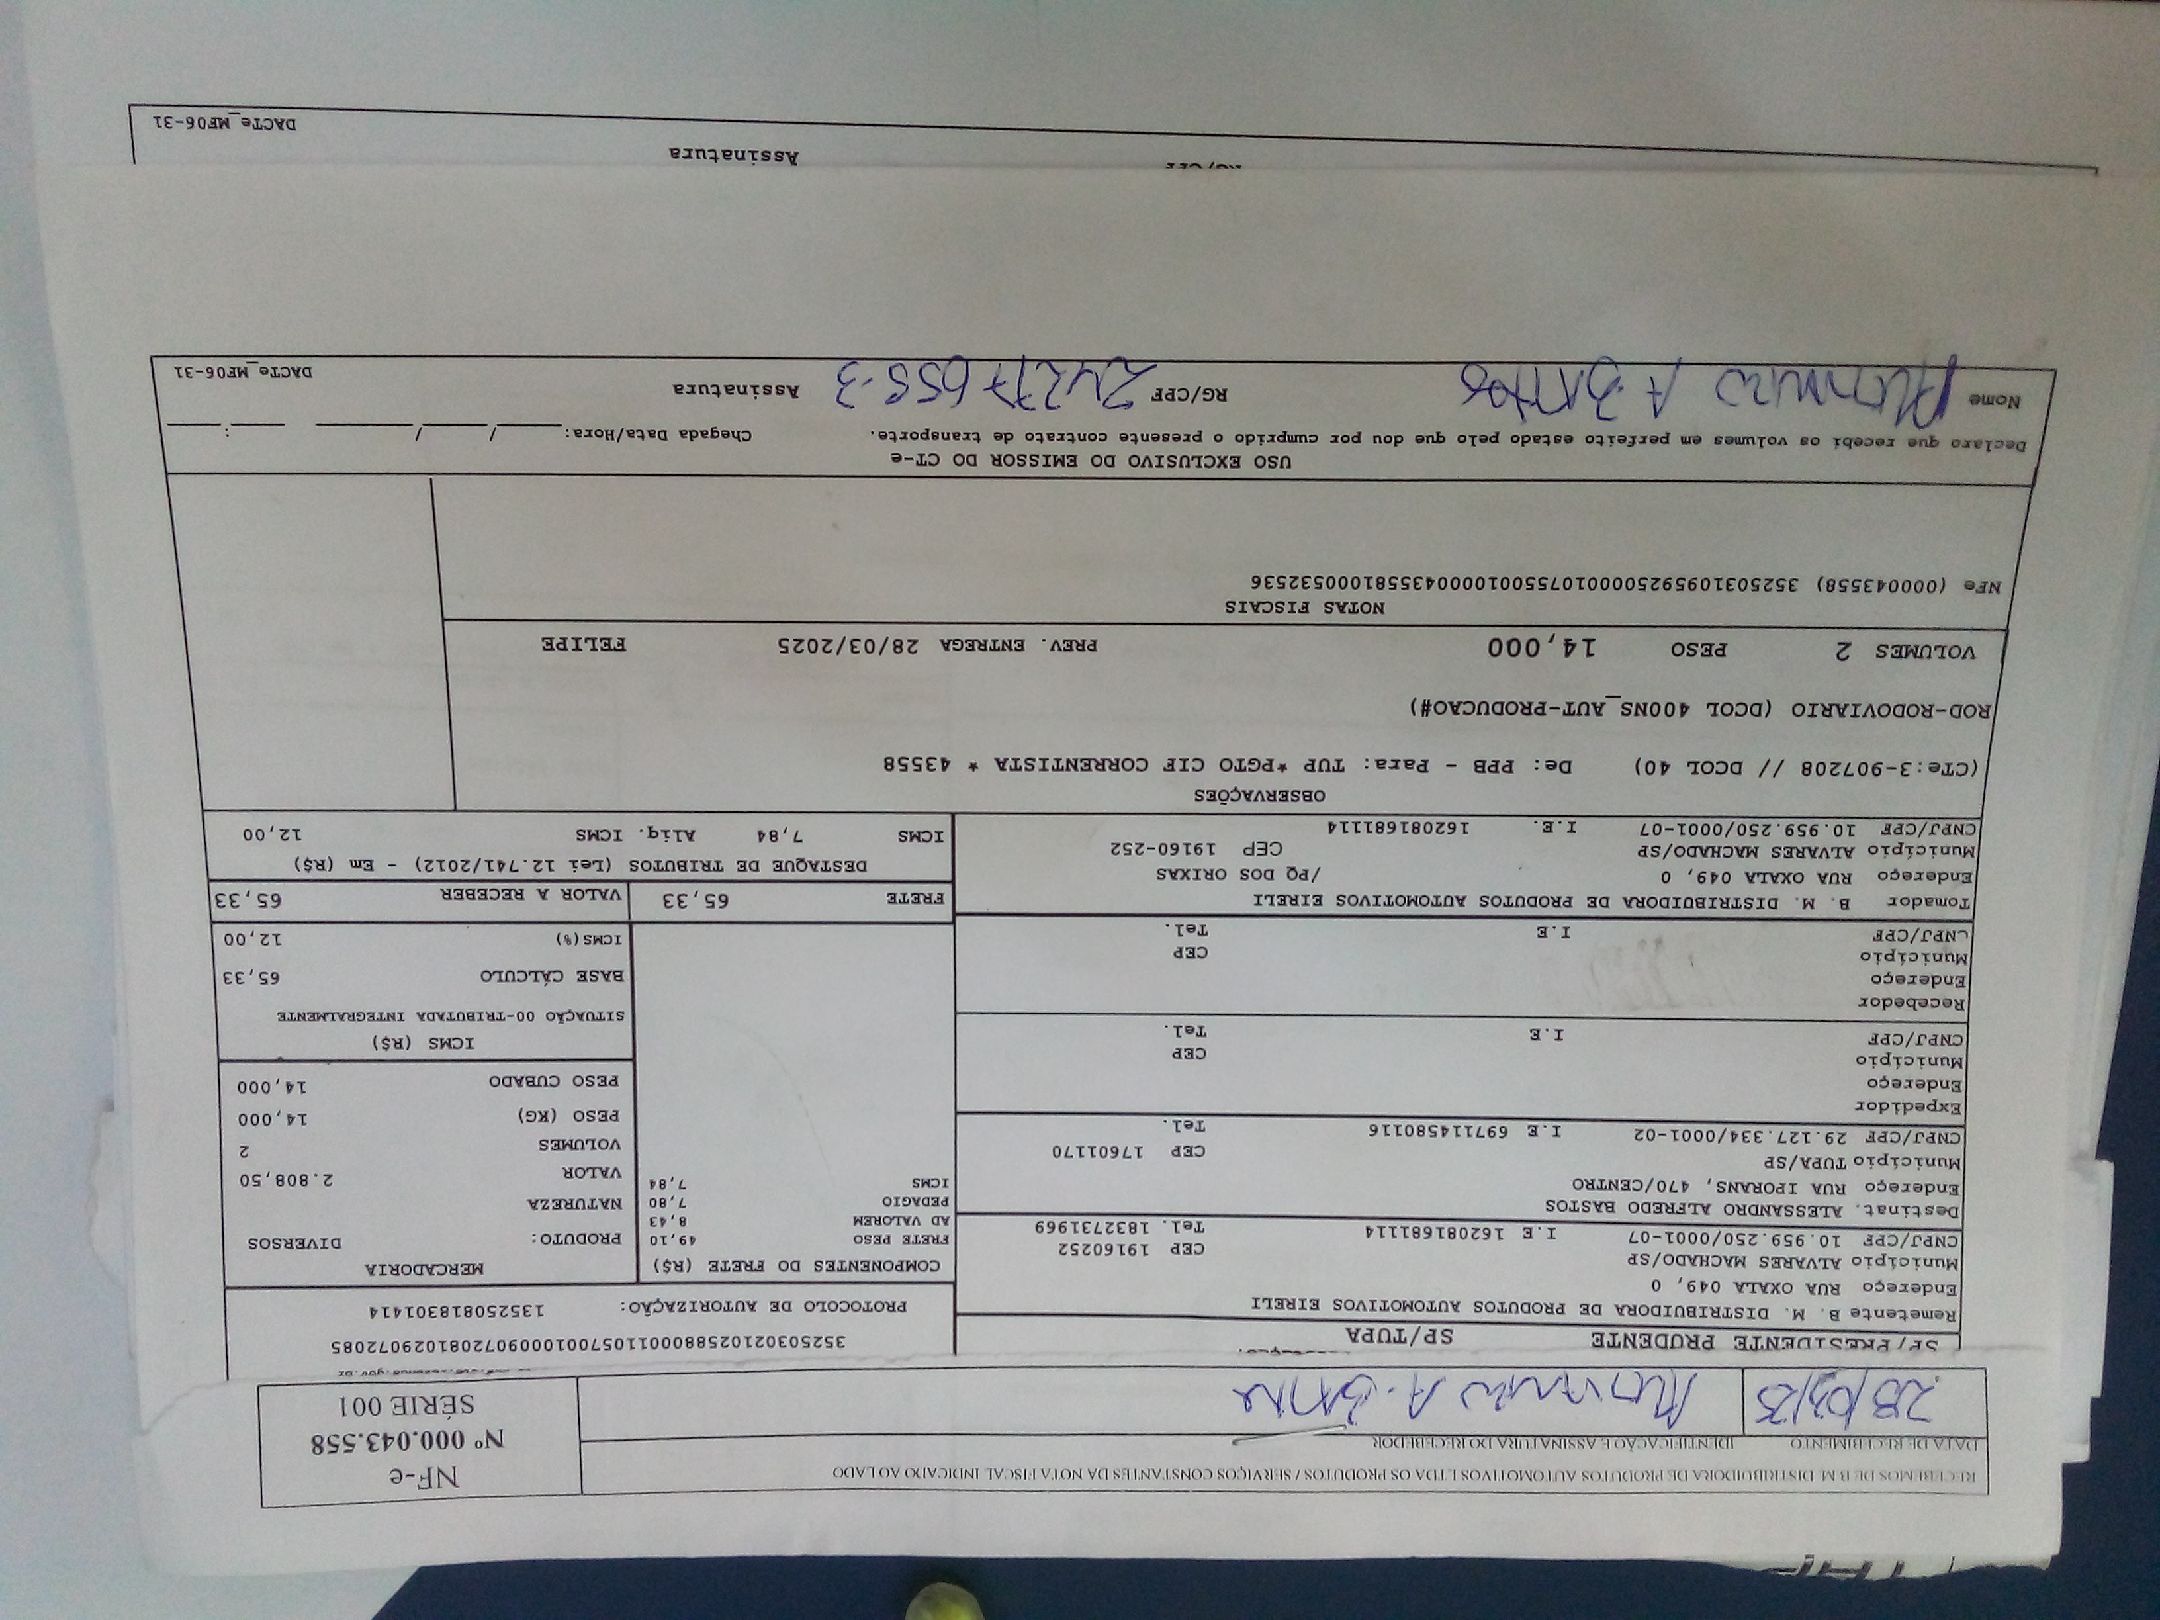 RECEBEMOS DE B M DISTRIBUIDORA DE PRODUTOS AUTOMOTIVOS LTDA OS PRODUTOS / SERVIÇOS CONSTANTES DA NOTA FISCAL INDICADO AO LADO
DATA DE RECEBIMENTO IDENTIFICAÇÃO E ASSINATURA DO RECEBEDOR
28/03/25
NF-e
Nº 000.043.558
SÉRIE 001
SP/PRESIDENTE PRUDENTE SP/TUPA
35250302102588000110570010009072081029072085
PROTOCOLO DE AUTORIZAÇÃO: 135250818301414
Remetente B. M. DISTRIBUIDORA DE PRODUTOS AUTOMOTIVOS EIRELI
Endereço RUA OXALA 049, 0
Município ALVARES MACHADO/SP CEP 19160252
CNPJ/CPF 10.959.250/0001-07 I.E 162081681114 Tel. 1832731969
Destinat. ALESSANDRO ALFREDO BASTOS
Endereço RUA IPORANS, 470/CENTRO
Município TUPA/SP CEP 17601170
CNPJ/CPF 29.127.334/0001-02 I.E 697114580116 Tel.
Expedidor
Endereço
Município CEP
CNPJ/CPF I.E Tel.
Recebedor
Endereço
Município CEP
CNPJ/CPF I.E Tel.
Tomador B. M. DISTRIBUIDORA DE PRODUTOS AUTOMOTIVOS EIRELI
Endereço RUA OXALA 049, 0 /PQ DOS ORIXAS
Município ALVARES MACHADO/SP CEP 19160-252
CNPJ/CPF 10.959.250/0001-07 I.E. 162081681114
COMPONENTES DO FRETE (R$)
FRETE PESO 49,10
AD VALOREM 8,43
PEDAGIO 7,80
ICMS 7,84
MERCADORIA
PRODUTO: DIVERSOS
NATUREZA
VALOR 2.808,50
VOLUMES 2
PESO (KG) 14,000
PESO CUBADO 14,000
ICMS (R$)
SITUAÇÃO 00-TRIBUTADA INTEGRALMENTE
BASE CÁLCULO 65,33
ICMS(%) 12,00
FRETE 65,33 VALOR A RECEBER 65,33
DESTAQUE DE TRIBUTOS (Lei 12.741/2012) - Em (R$)
ICMS 7,84 Aliq. ICMS 12,00
OBSERVAÇÕES
(CTe:3-907208 // DCOL 40) De: PPB - Para: TUP *PGTO CIF CORRENTISTA * 43558
ROD-RODOVIARIO (DCOL 400NS_AUT-PRODUCAO#)
VOLUMES 2 PESO 14,000 PREV. ENTREGA 28/03/2025 FELIPE
NOTAS FISCAIS
NFe (000043558) 35250310959250000107550010000435581000532536
USO EXCLUSIVO DO EMISSOR DO CT-e
Declaro que recebi os volumes em perfeito estado pelo que dou por cumprido o presente contrato de transporte. Chegada Data/Hora: ____/____/____ ___:___
Nome RG/CPF 24277655-3 Assinatura
DACTe_MF06-31
RG/CPF Assinatura
DACTe_MF06-31